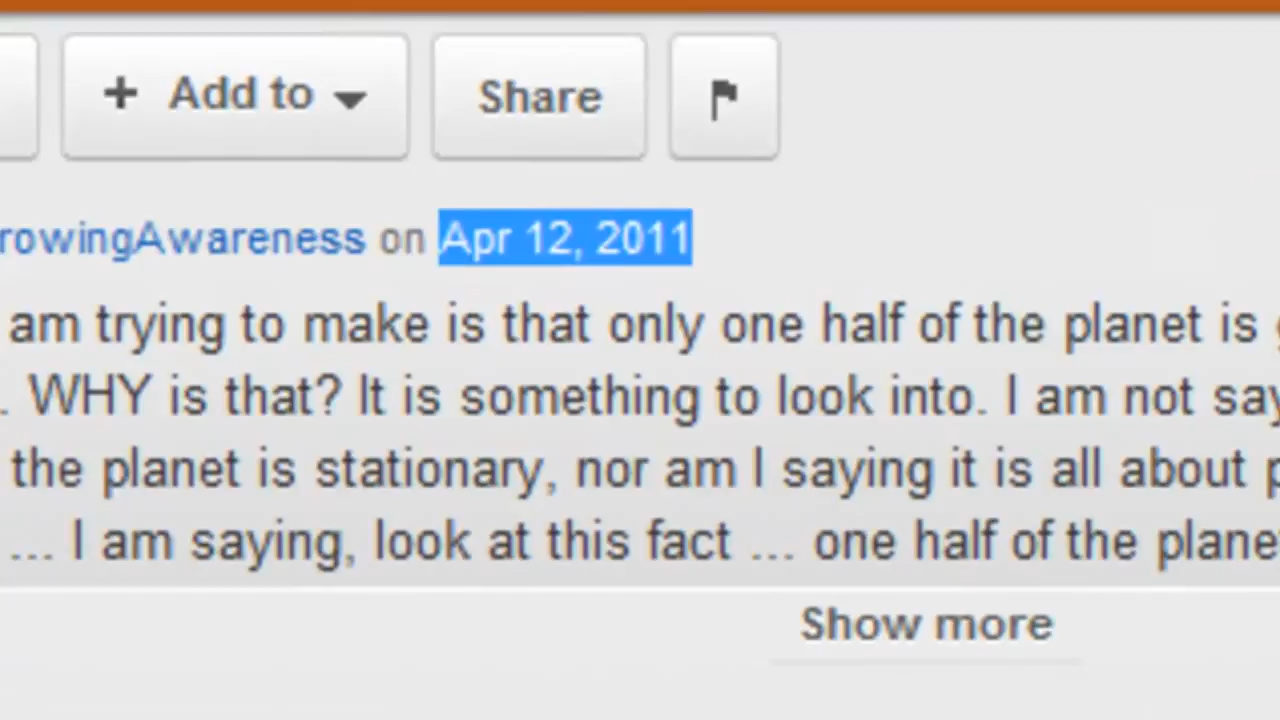 + Add to
Share
rowingAwareness on Apr 12, 2011
am trying to make is that only one half of the planet is
. WHY is that? It is something to look into. I am not say
the planet is stationary, nor am I saying it is all about p
... I am saying, look at this fact ... one half of the plane
Show more